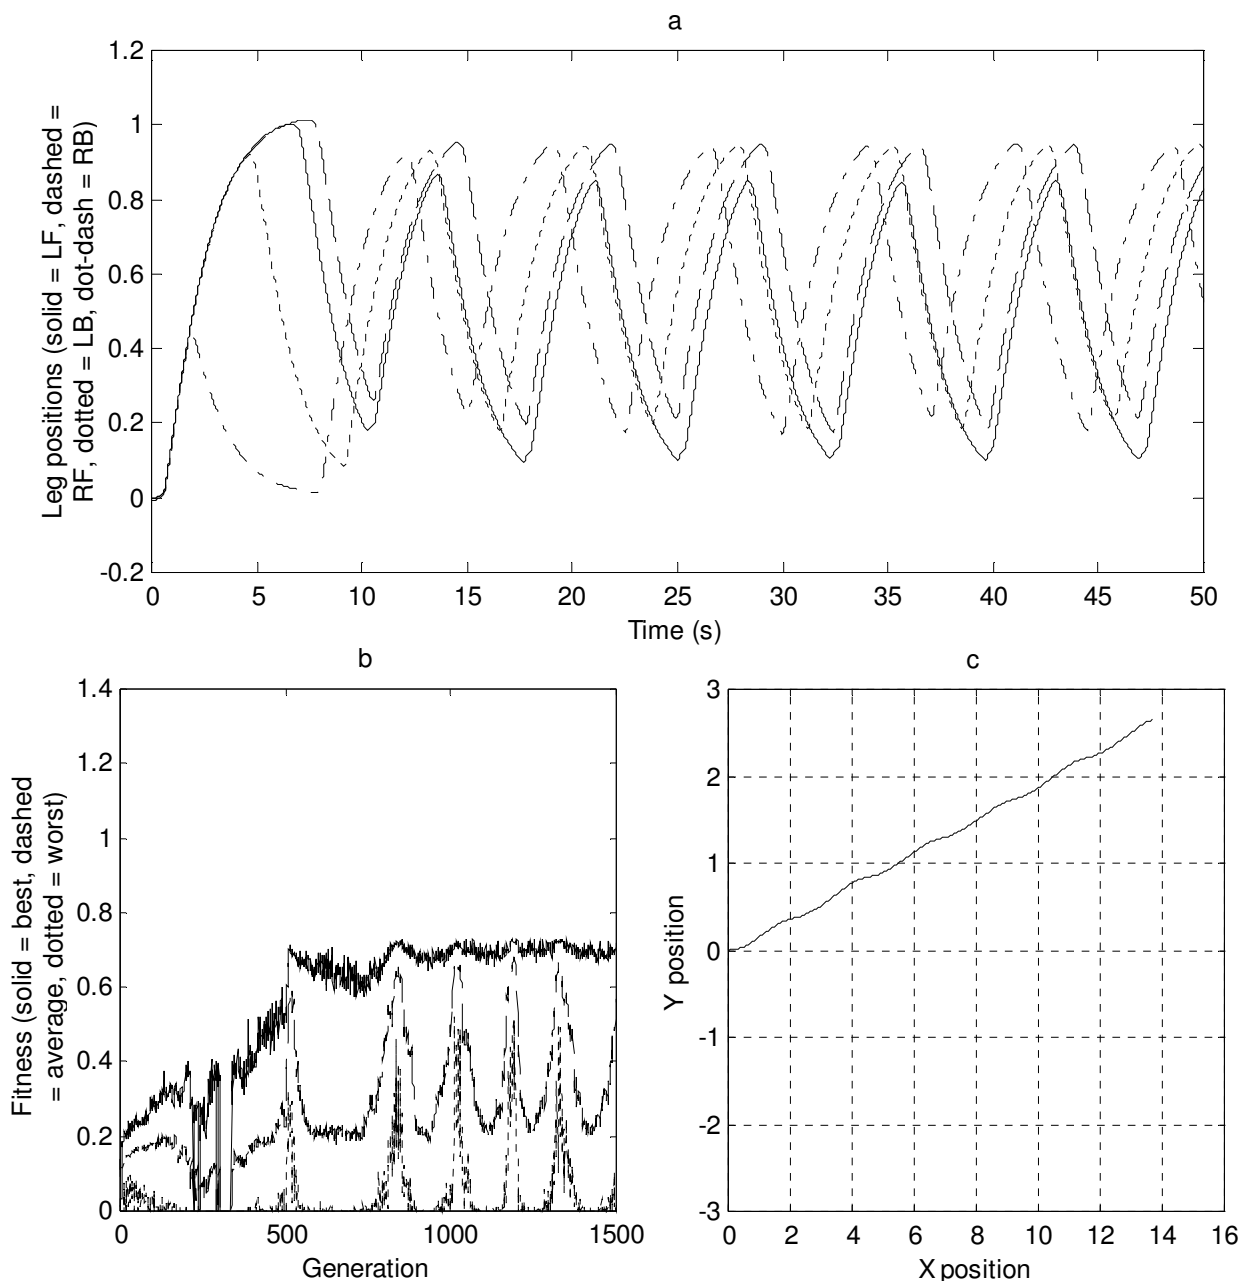 a
1.2
1
0.8
0.6
0.4
0.2
0
-0.2
Leg positions (solid = LF, dashed =
RF, dotted = LB, dot-dash = RB)
0 5 10 15 20 25 30 35 40 45 50
Time (s)
b
1.4
1.2
1
0.8
0.6
0.4
0.2
0
Fitness (solid = best, dashed
= average, dotted = worst)
0 500 1000 1500
Generation
c
3
2
1
0
-1
-2
-3
Y position
0 2 4 6 8 10 12 14 16
X position